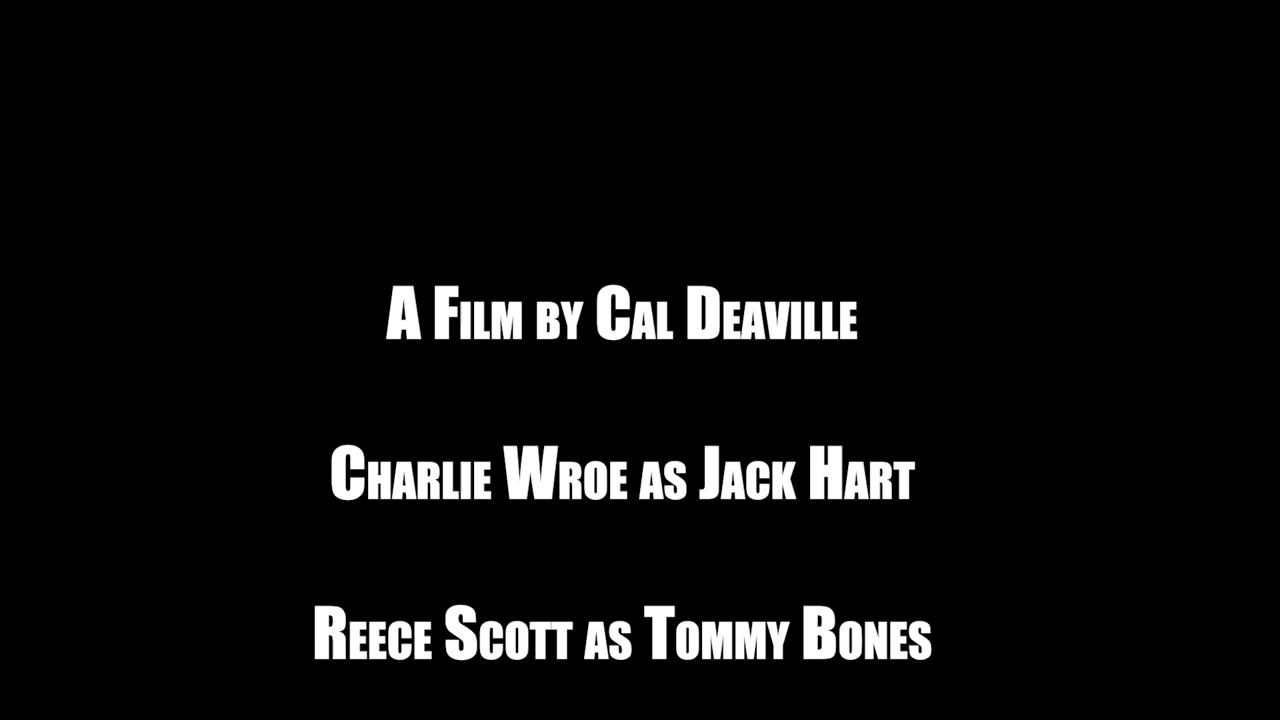 A Film by Cal Deaville
Charlie Wroe as Jack Hart
Reece Scott as Tommy Bones